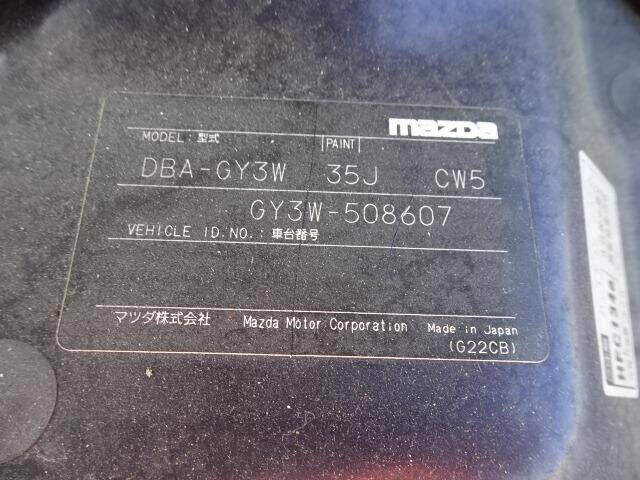 mazda
MODEL:型式 PAINT
DBA-GY3W 35J CW5
GY3W-508607
VEHICLE ID.NO.:車台番号
マツダ株式会社 Mazda Motor Corporation Made in Japan
(G22CB)